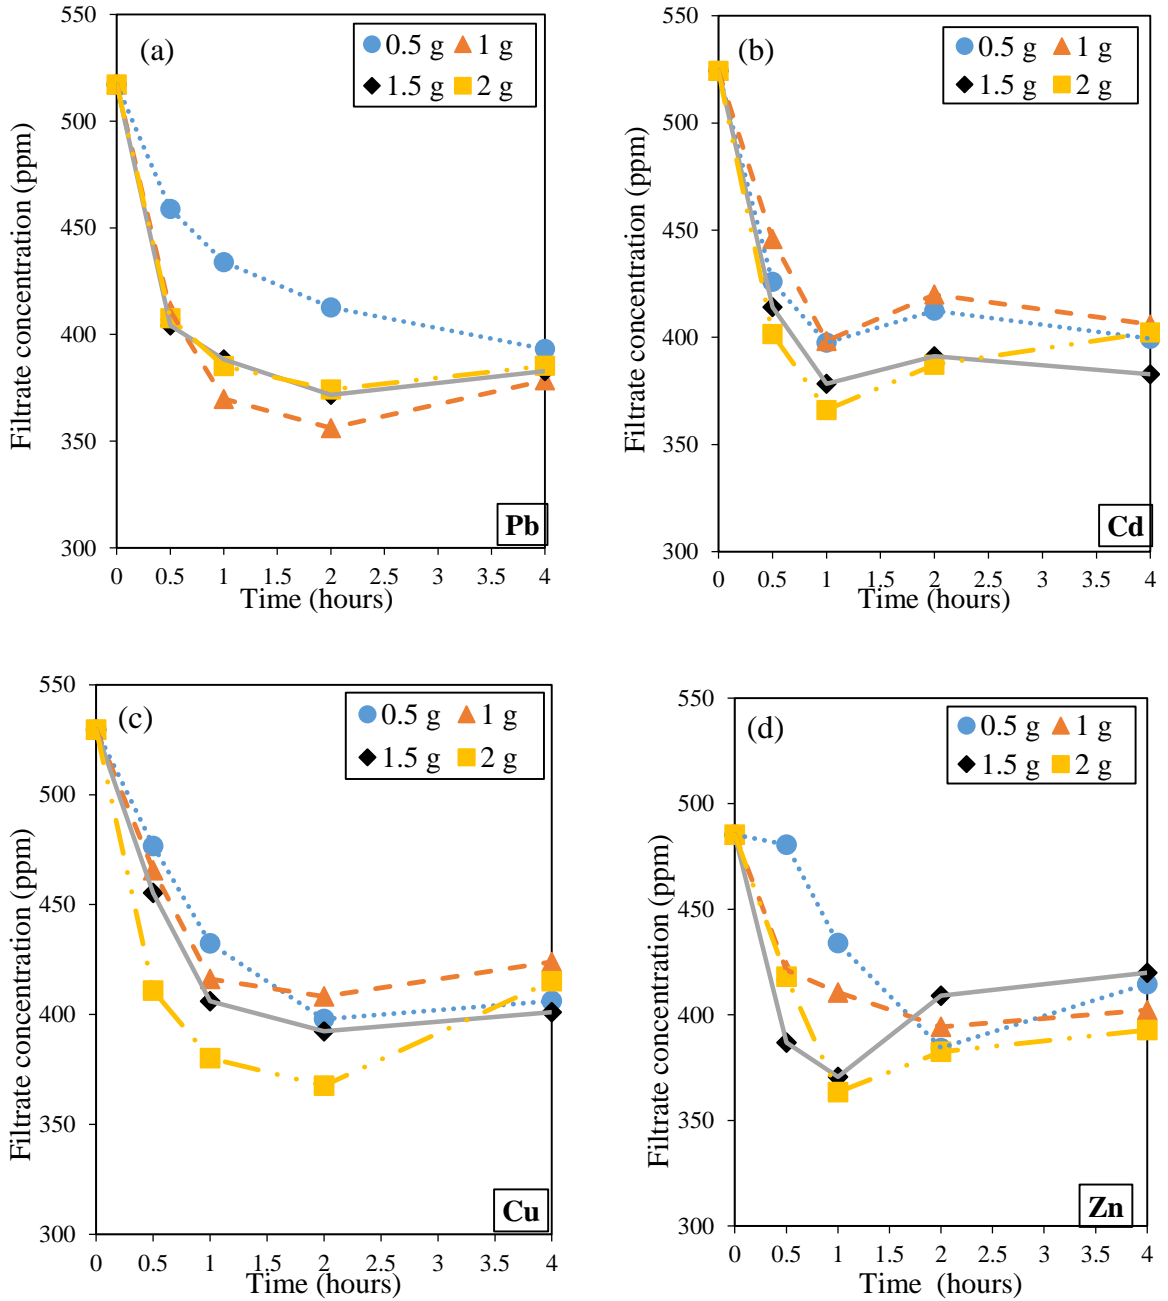 (a)
0.5 g 1 g
1.5 g 2 g
550
500
450
400
350
300
Filtrate concentration (ppm)
Pb
0 0.5 1 1.5 2 2.5 3 3.5 4
Time (hours)
(b)
0.5 g 1 g
1.5 g 2 g
550
500
450
400
350
300
Filtrate concentration (ppm)
Cd
0 0.5 1 1.5 2 2.5 3 3.5 4
Time (hours)
(c)
0.5 g 1 g
1.5 g 2 g
550
500
450
400
350
300
Filtrate concentration (ppm)
Cu
0 0.5 1 1.5 2 2.5 3 3.5 4
Time (hours)
(d)
0.5 g 1 g
1.5 g 2 g
550
500
450
400
350
300
Filtrate concentration (ppm)
Zn
0 0.5 1 1.5 2 2.5 3 3.5 4
Time (hours)